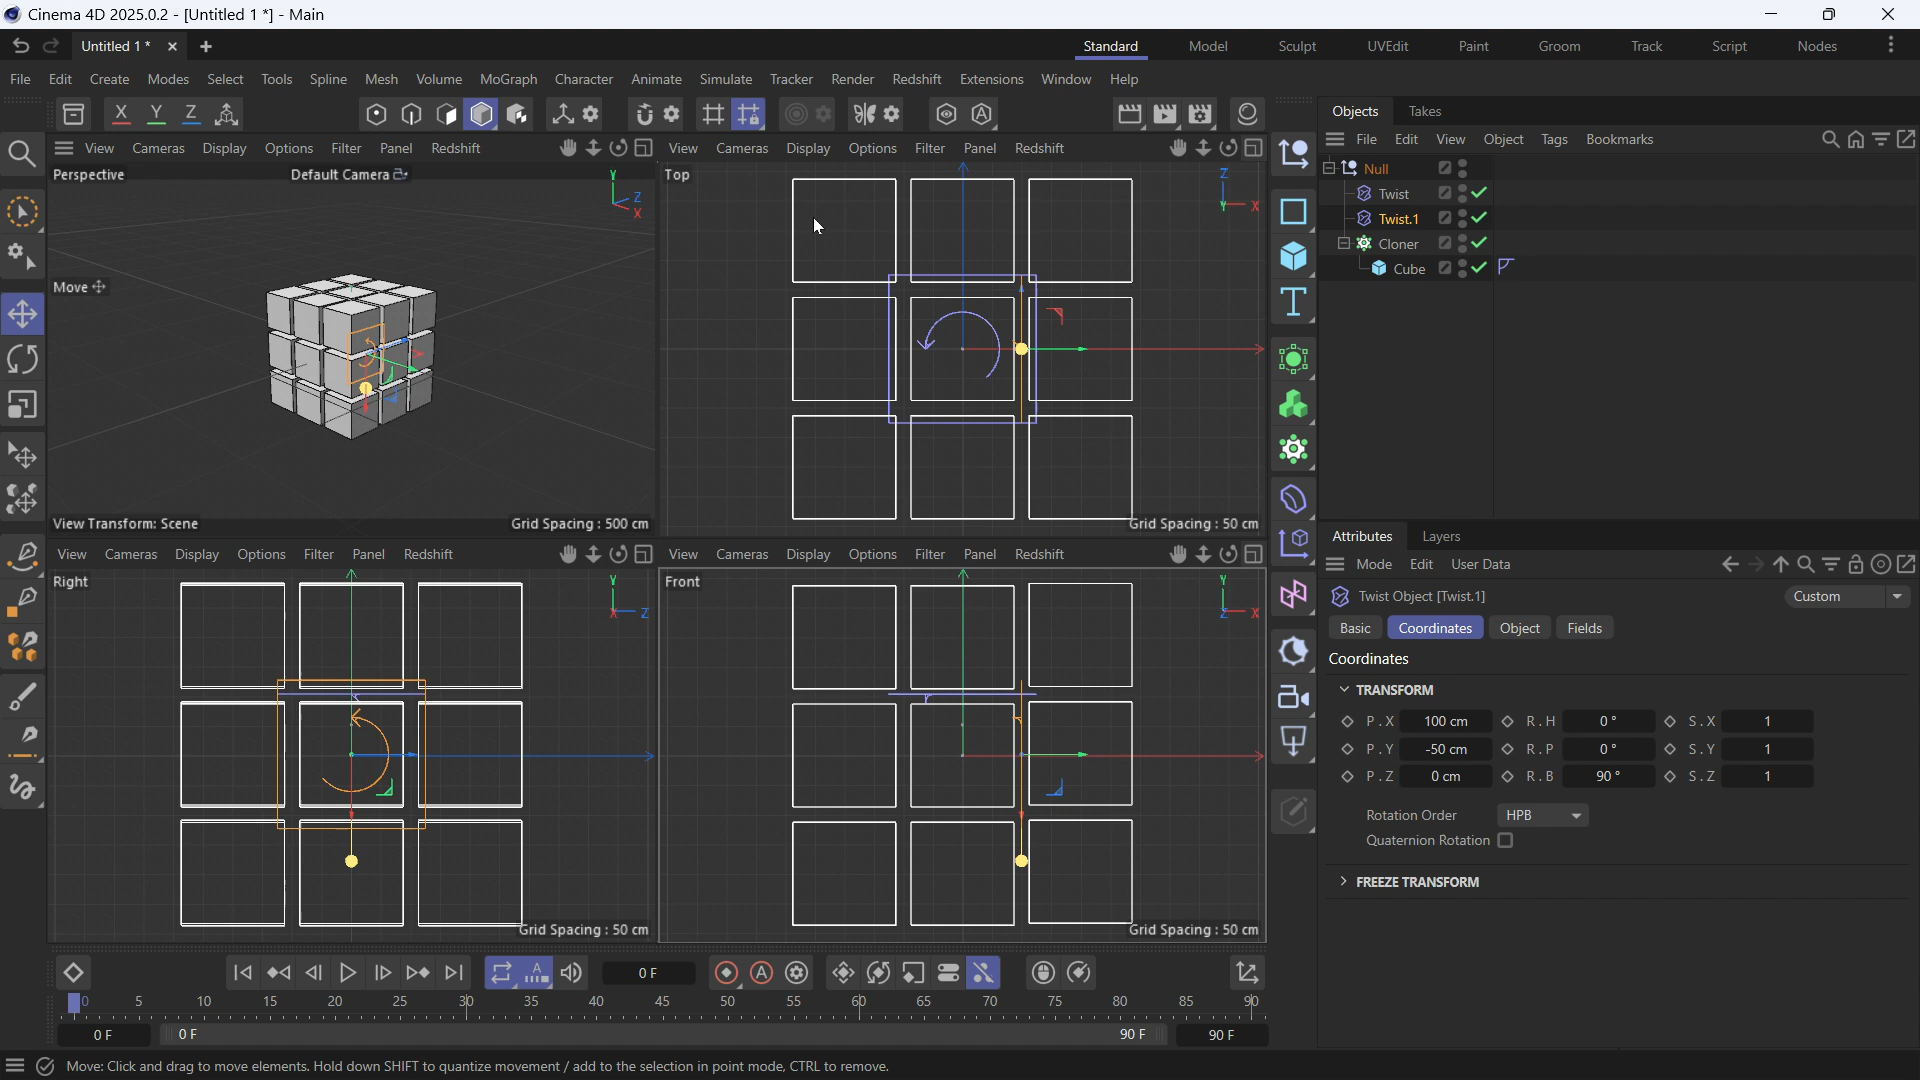 Cinema 4D 2025.0.2 - [Untitled 1 *] - Main
Untitled 1 *
Standard Model Sculpt UVEdit Paint Groom Track Script Nodes
File Edit Create Modes Select Tools Spline Mesh Volume MoGraph Character Animate Simulate Tracker Render Redshift Extensions Window Help
X Y Z
View Cameras Display Options Filter Panel Redshift
Perspective
Default Camera
Y
Z
X
Move
View Transform: Scene
Grid Spacing : 500 cm
View Cameras Display Options Filter Panel Redshift
Top
Z
Y
X
Grid Spacing : 50 cm
View Cameras Display Options Filter Panel Redshift
Right
Y
X
Z
Grid Spacing : 50 cm
View Cameras Display Options Filter Panel Redshift
Front
Y
Z
X
Grid Spacing : 50 cm
Objects Takes
File Edit View Object Tags Bookmarks
Null
Twist
Twist.1
Cloner
Cube
Attributes Layers
Mode Edit User Data
Twist Object [Twist.1]
Custom
Basic Coordinates Object Fields
Coordinates
TRANSFORM
P . X 100 cm R . H 0 ° S . X 1
P . Y -50 cm R . P 0 ° S . Y 1
P . Z 0 cm R . B 90 ° S . Z 1
Rotation Order HPB
Quaternion Rotation
FREEZE TRANSFORM
0 F
0 5 10 15 20 25 30 35 40 45 50 55 60 65 70 75 80 85 90
0 F 0 F 90 F 90 F
Move: Click and drag to move elements. Hold down SHIFT to quantize movement / add to the selection in point mode, CTRL to remove.